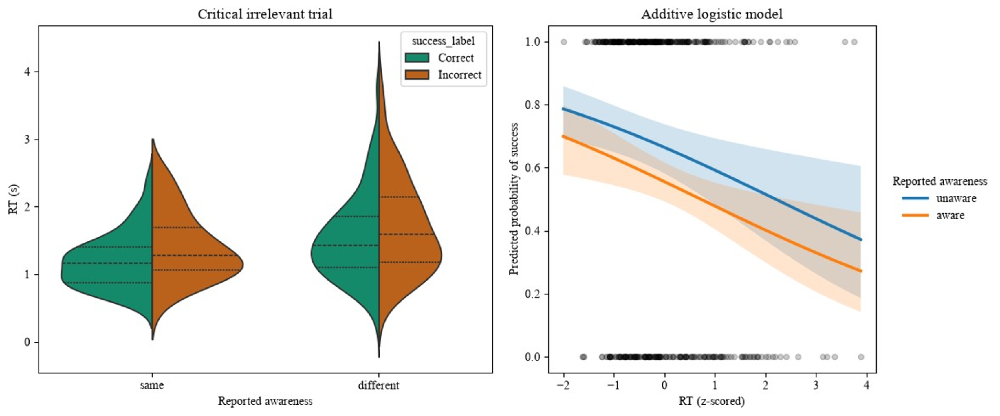 Critical irrelevant trial
success_label
Correct
Incorrect
RT (s)
4
3
2
1
0
same
different
Reported awareness
Additive logistic model
Predicted probability of success
1.0
0.8
0.6
0.4
0.2
0.0
−2
−1
0
1
2
3
4
RT (z-scored)
Reported awareness
unaware
aware